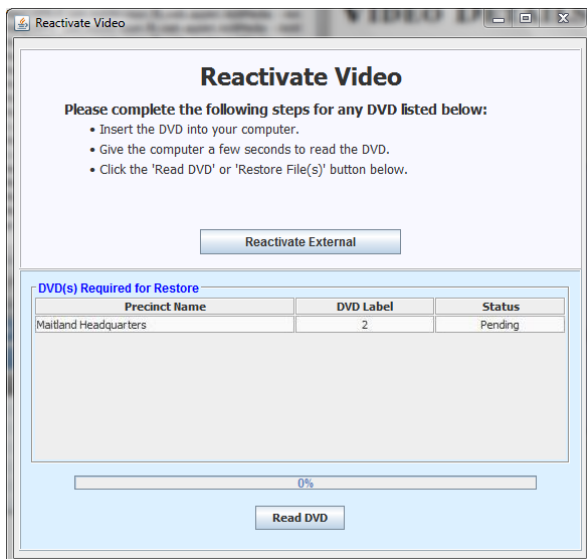 Reactivate Video
Reactivate Video
Please complete the following steps for any DVD listed below:
• Insert the DVD into your computer.
• Give the computer a few seconds to read the DVD.
• Click the 'Read DVD' or 'Restore File(s)' button below.
Reactivate External
DVD(s) Required for Restore
Precinct Name DVD Label Status
Maitland Headquarters 2 Pending
0%
Read DVD